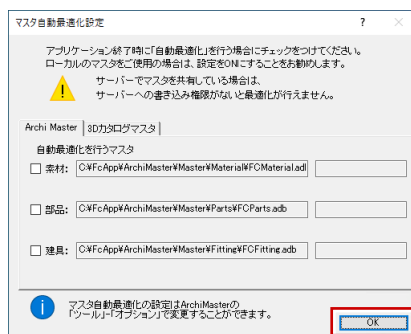 マスタ自動最適化設定
アプリケーション終了時に「自動最適化」を行う場合にチェックをつけてください。
ローカルのマスタをご使用の場合は、設定をONにすることをお勧めします。
サーバーでマスタを共有している場合は、
サーバーへの書き込み権限がないと最適化が行えません。
Archi Master 3Dカタログマスタ
自動最適化を行うマスタ
素材: C:¥FcApp¥ArchiMaster¥Master¥Material¥FCMaterial.adl
部品: C:¥FcApp¥ArchiMaster¥Master¥Parts¥FCParts.adb
建具: C:¥FcApp¥ArchiMaster¥Master¥Fitting¥FCFitting.adb
マスタ自動最適化の設定はArchiMasterの
「ツール」-「オプション」で変更することができます。
OK